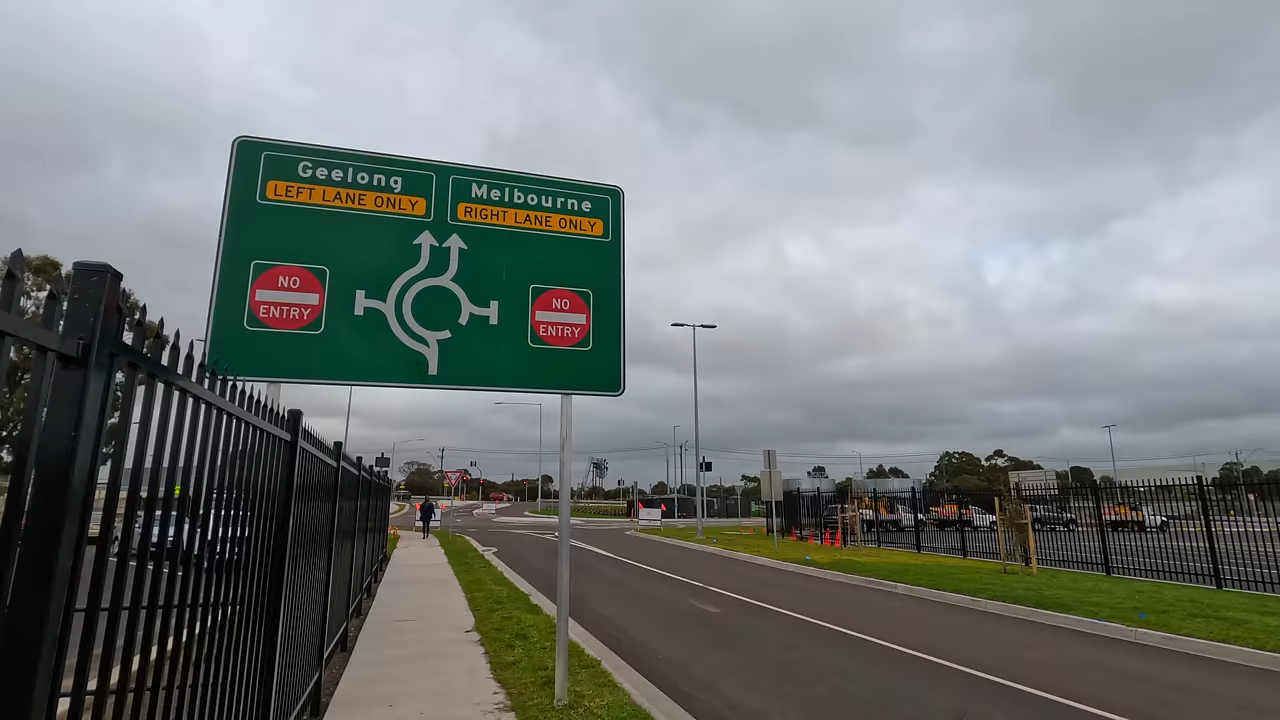 Geelong
LEFT LANE ONLY
Melbourne
RIGHT LANE ONLY
NO
ENTRY
NO
ENTRY